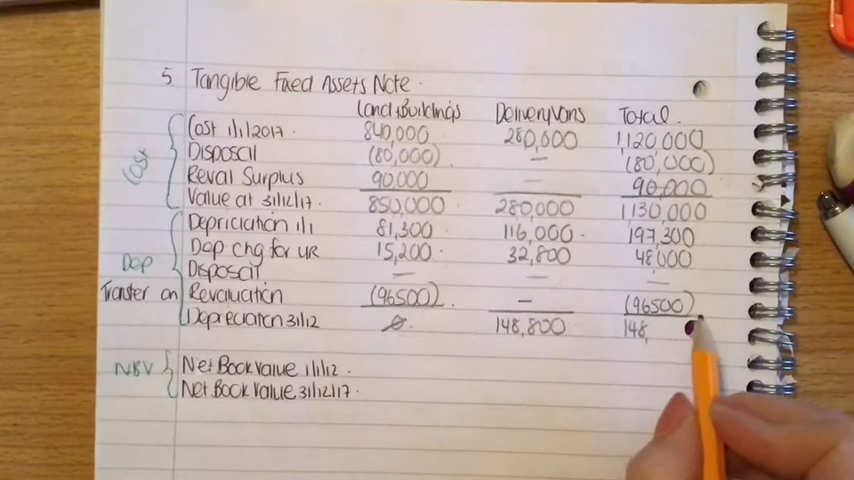 5 Tangible Fixed Assets Note.
Land & Buildings Delivery Vans Total.
Cost 1/1/2017. 840,000 280,000 1,120,000
Disposal (80,000). — (80,000)
Reval Surplus 90,000 — 90,000
Value at 31/12/17. 850,000 280,000 1,130,000
Depriciation 1/1 81,300 116,000. 197,300
Dep chg for yr 15,200. 32,800 48,000
Disposal — — —
Transfer on Revaluation (96500). — (96500)
Depreciation 31/12 0. 148,800 148,
Net Book Value 1/1/12.
Net Book Value 31/12/17.
Cost
Dep
NBV